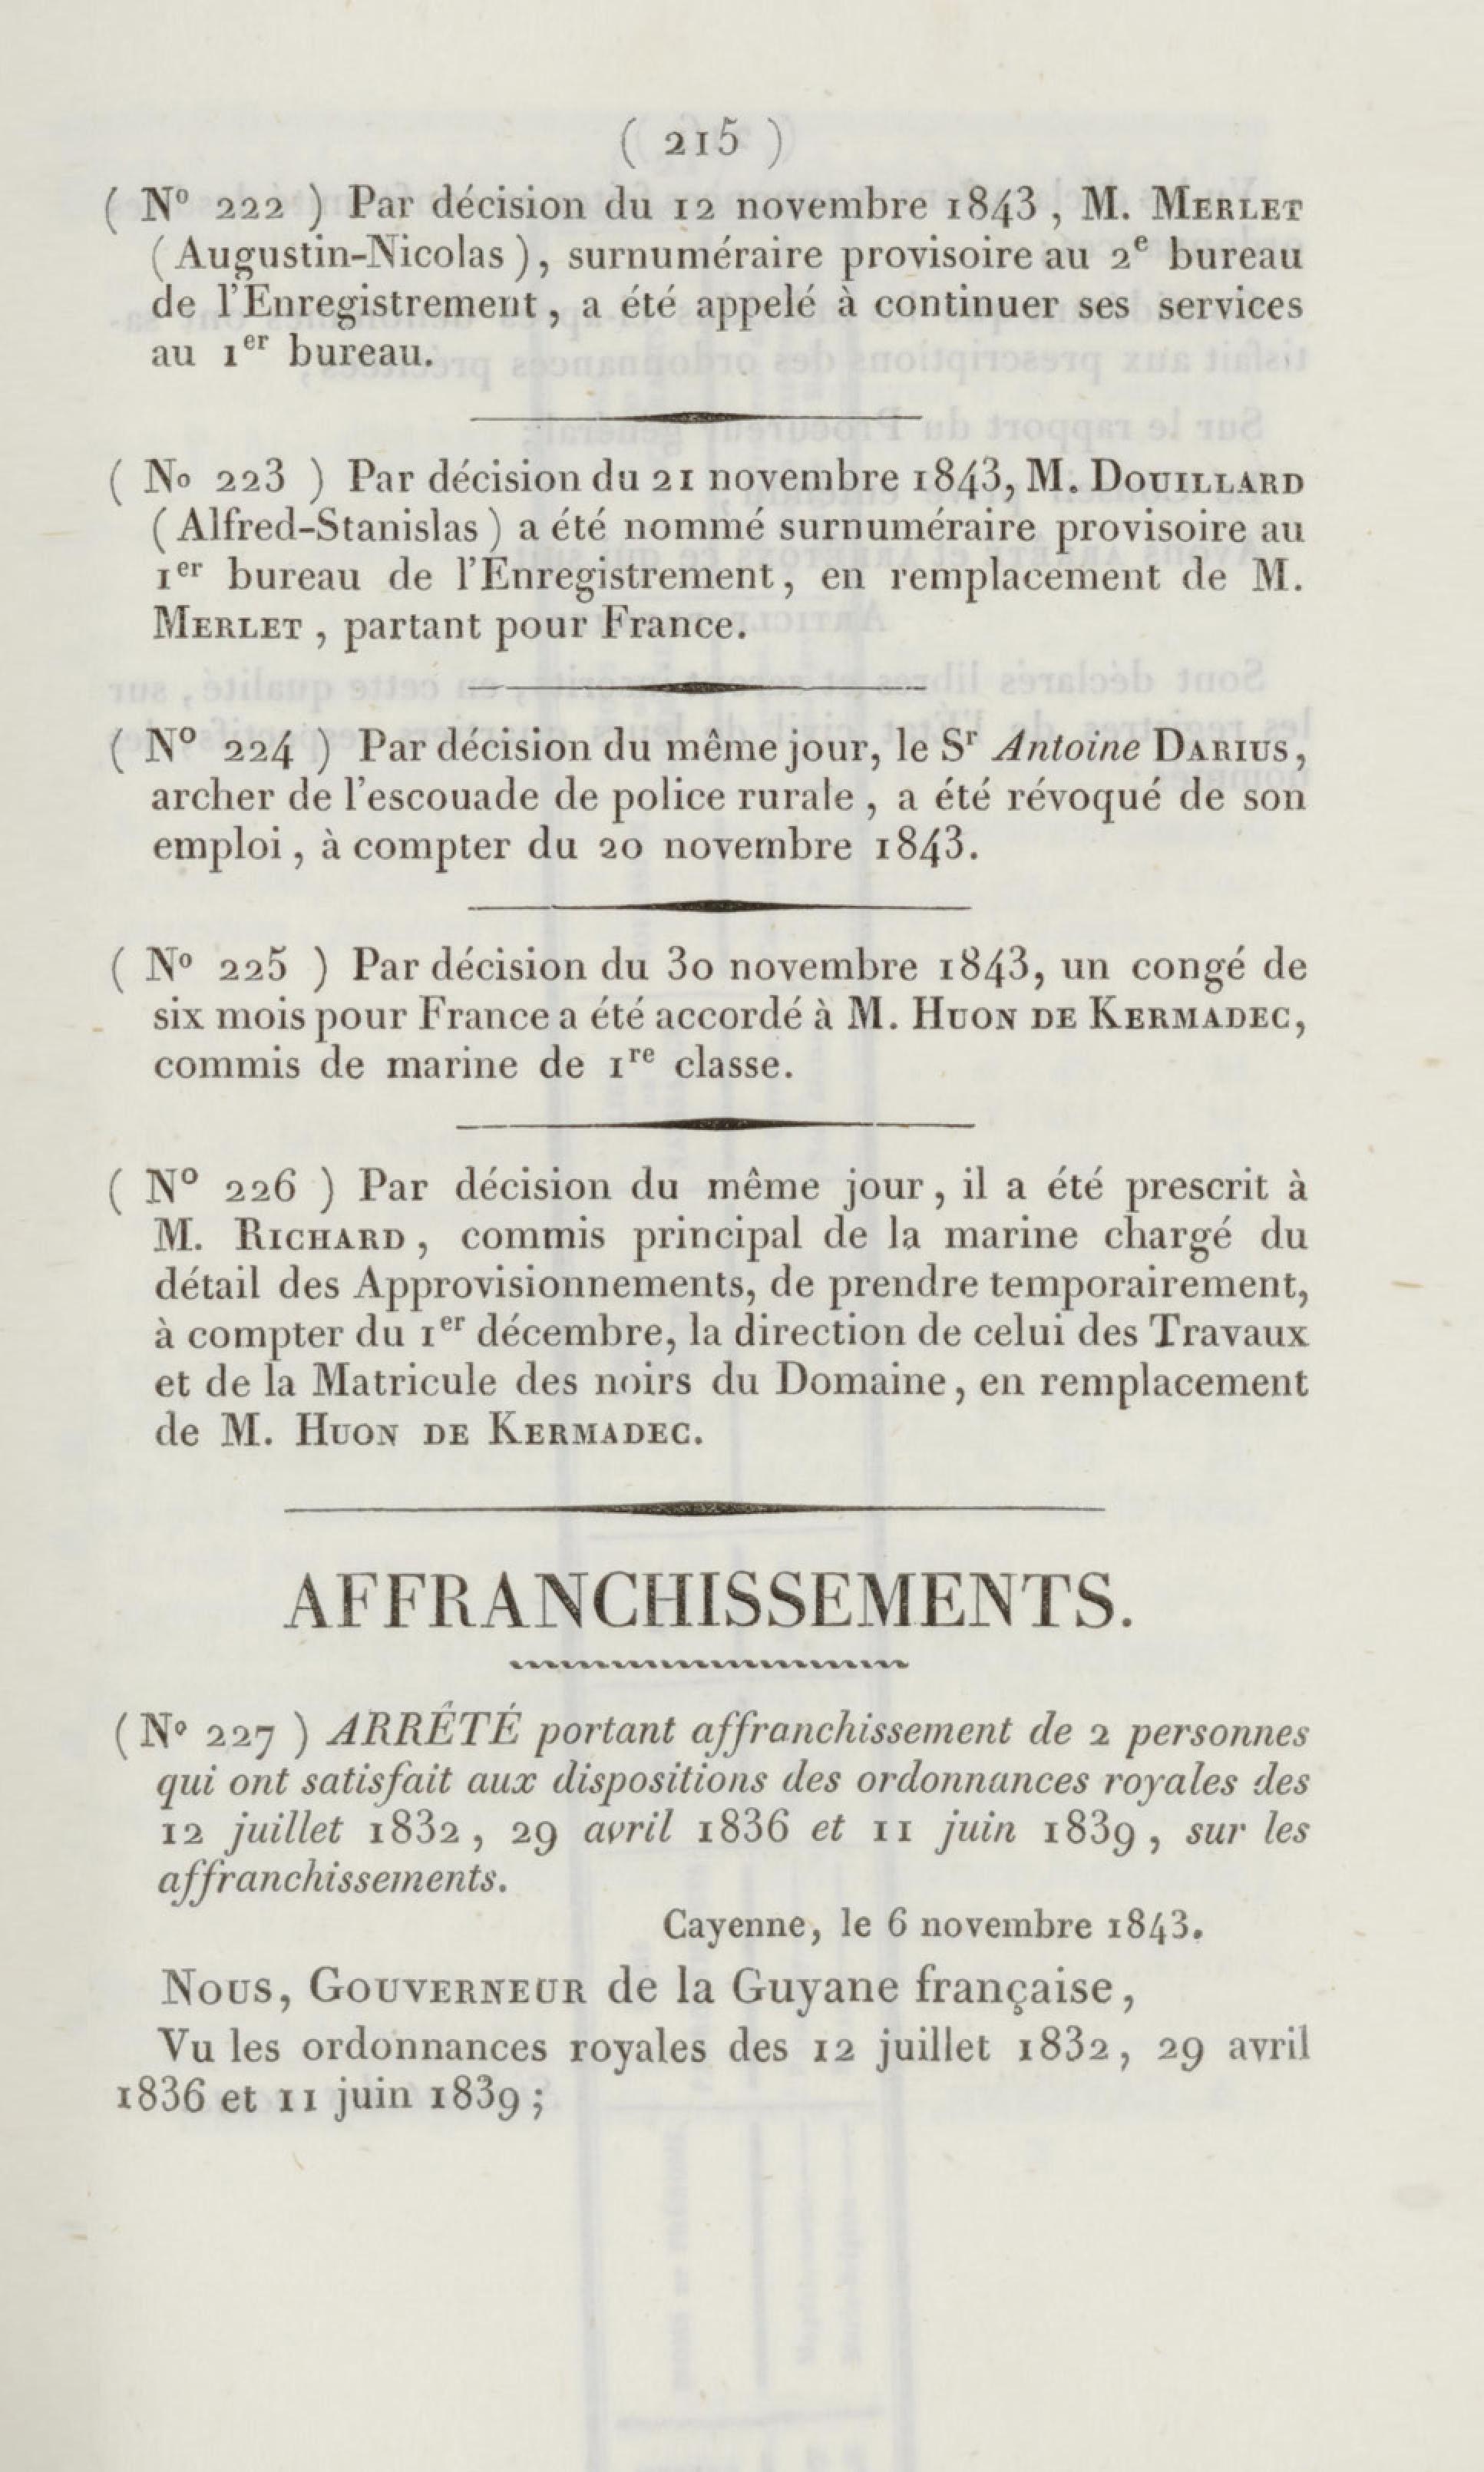 ( 215 )
( Nº 222 ) Par décision du 12 novembre 1843 , M. MERLET
( Augustin-Nicolas ), surnuméraire provisoire au 2e bureau
de l'Enregistrement , a été appelé à continuer ses services
au 1er bureau.
( No 223 ) Par décision du 21 novembre 1843, M. DOUILLARD
( Alfred-Stanislas ) a été nommé surnuméraire provisoire au
1er bureau de l'Enregistrement, en remplacement de M.
MERLET , partant pour France.
( Nº 224 ) Par décision du même jour, le Sr Antoine DARIUS,
archer de l'escouade de police rurale , a été révoqué de son
emploi , à compter du 20 novembre 1843.
( Nº 225 ) Par décision du 30 novembre 1843, un congé de
six mois pour France a été accordé à M. HUON DE KERMADEC,
commis de marine de 1re classe.
( Nº 226 ) Par décision du même jour, il a été prescrit à
M. RICHARD , commis principal de la marine chargé du
détail des Approvisionnements, de prendre temporairement,
à compter du 1er décembre, la direction de celui des Travaux
et de la Matricule des noirs du Domaine, en remplacement
de M. HUON DE KERMADEC.
AFFRANCHISSEMENTS.
( Nº 227 ) ARRÊTÉ portant affranchissement de 2 personnes
qui ont satisfait aux dispositions des ordonnances royales des
12 juillet 1832, 29 avril 1836 et 11 juin 1839, sur les
affranchissements.
Cayenne, le 6 novembre 1843.
NOUS, GOUVERNEUR de la Guyane française,
Vu les ordonnances royales des 12 juillet 1832, 29 avril
1836 et 11 juin 1839 ;